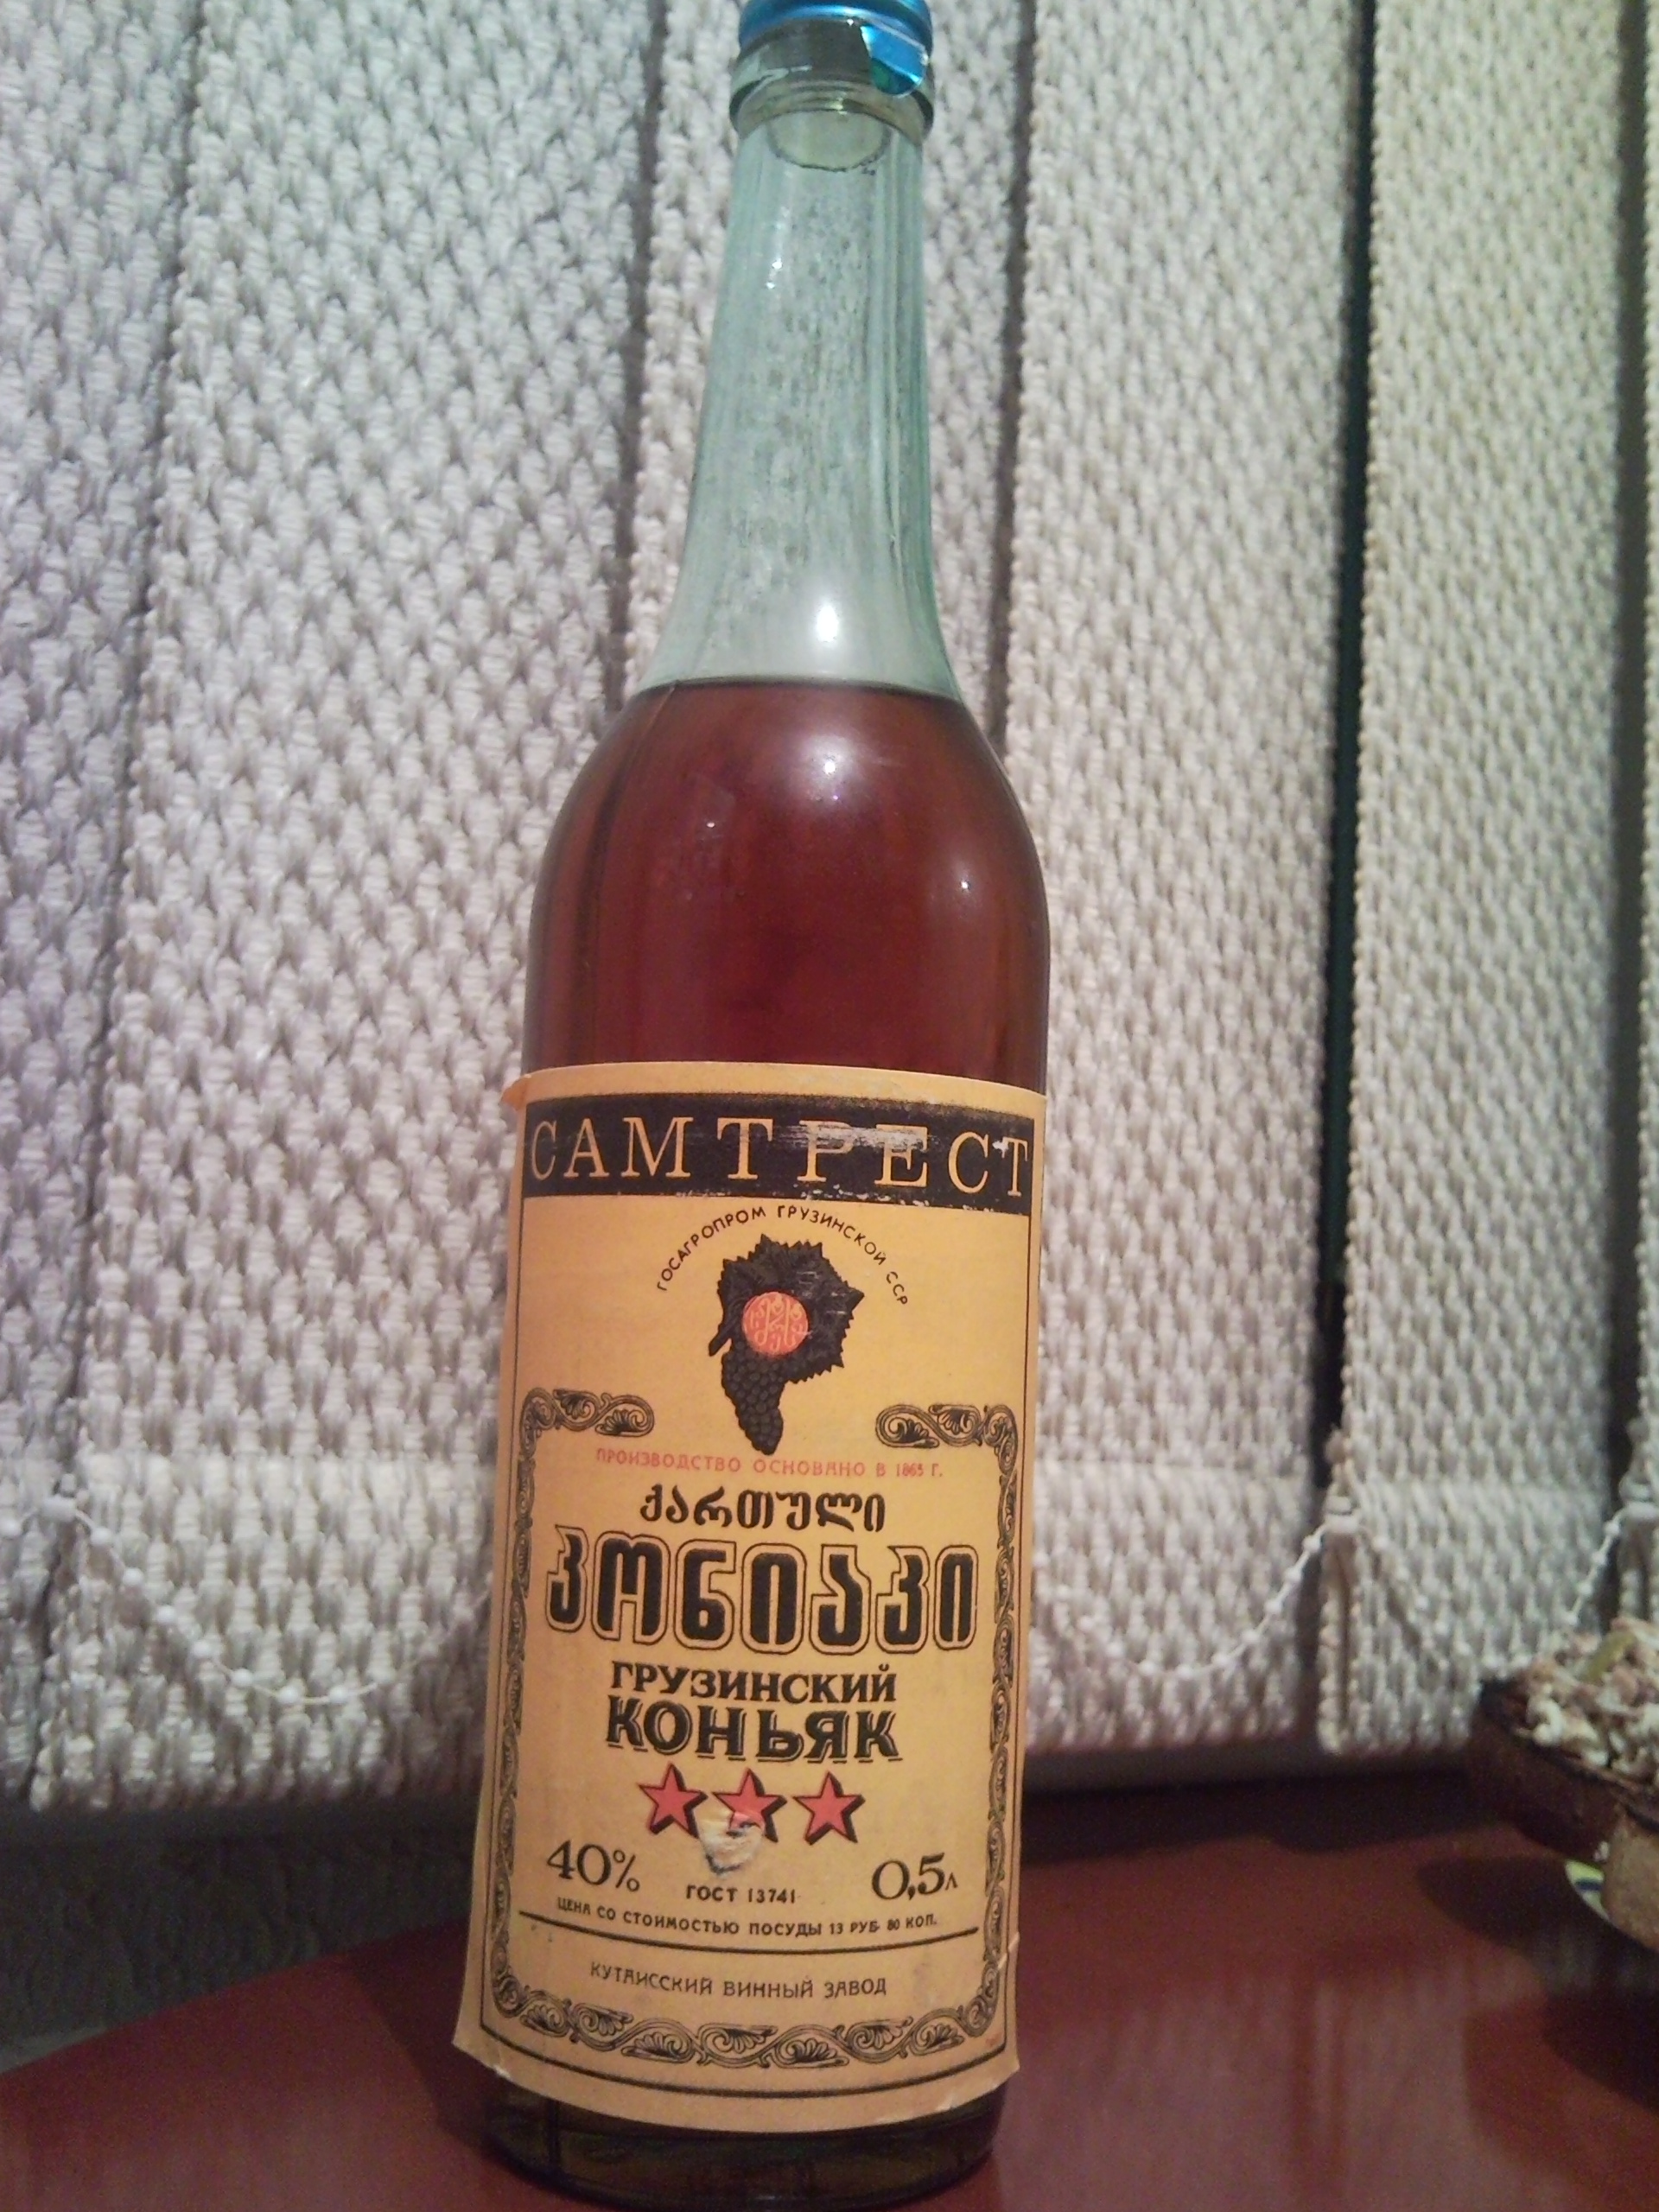 САМТРЕСТ
ГОСАГРОПРОМ ГРУЗИНСКОЙ ССР
ПРОИЗВОДСТВО ОСНОВАНО В 1865 Г.
ქართული
კონიაკი
ГРУЗИНСКИЙ
КОНЬЯК
40% 0,5л
ГОСТ 13741
ЦЕНА СО СТОИМОСТЬЮ ПОСУДЫ 13 РУБ 80 КОП.
КУТАИССКИЙ ВИННЫЙ ЗАВОД